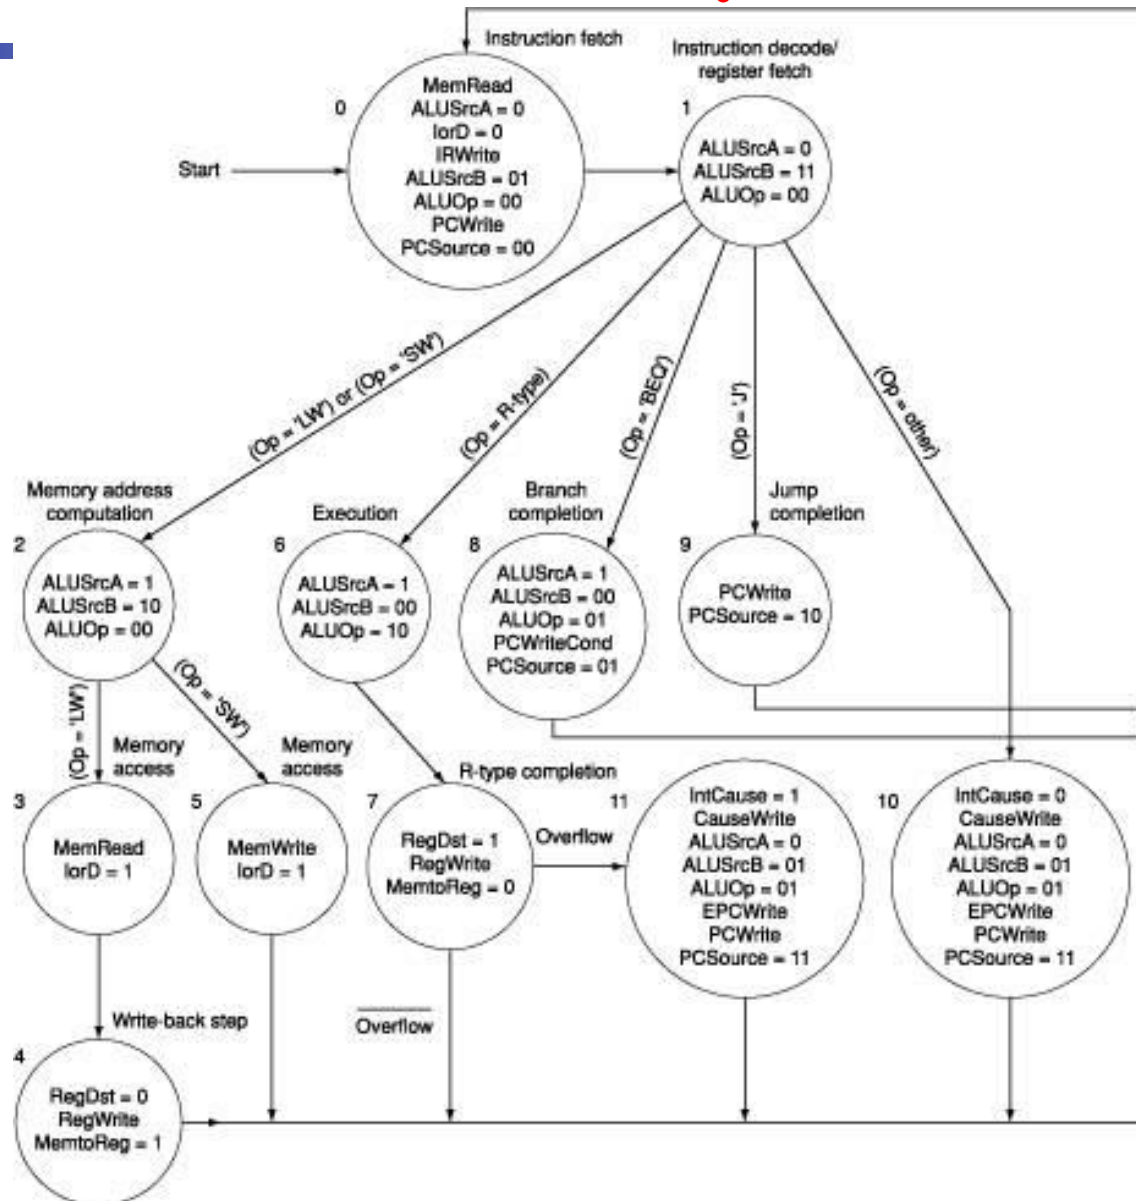 Instruction fetch
Instruction decode/
register fetch
0
MemRead
ALUSrcA = 0
IorD = 0
IRWrite
ALUSrcB = 01
ALUOp = 00
PCWrite
PCSource = 00
1
ALUSrcA = 0
ALUSrcB = 11
ALUOp = 00
Start
(Op = 'LW') or (Op = 'SW')
(Op = R-type)
(Op = 'BEQ')
(Op = 'J')
(Op = other)
Memory address
computation
2
ALUSrcA = 1
ALUSrcB = 10
ALUOp = 00
Execution
6
ALUSrcA = 1
ALUSrcB = 00
ALUOp = 10
Branch
completion
8
ALUSrcA = 1
ALUSrcB = 00
ALUOp = 01
PCWriteCond
PCSource = 01
Jump
completion
9
PCWrite
PCSource = 10
(Op = 'LW')
(Op = 'SW')
Memory
access
3
MemRead
IorD = 1
Memory
access
5
MemWrite
IorD = 1
R-type completion
7
RegDst = 1
RegWrite
MemtoReg = 0
Overflow
11
IntCause = 1
CauseWrite
ALUSrcA = 0
ALUSrcB = 01
ALUOp = 01
EPCWrite
PCWrite
PCSource = 11
10
IntCause = 0
CauseWrite
ALUSrcA = 0
ALUSrcB = 01
ALUOp = 01
EPCWrite
PCWrite
PCSource = 11
Overflow
Write-back step
4
RegDst = 0
RegWrite
MemtoReg = 1